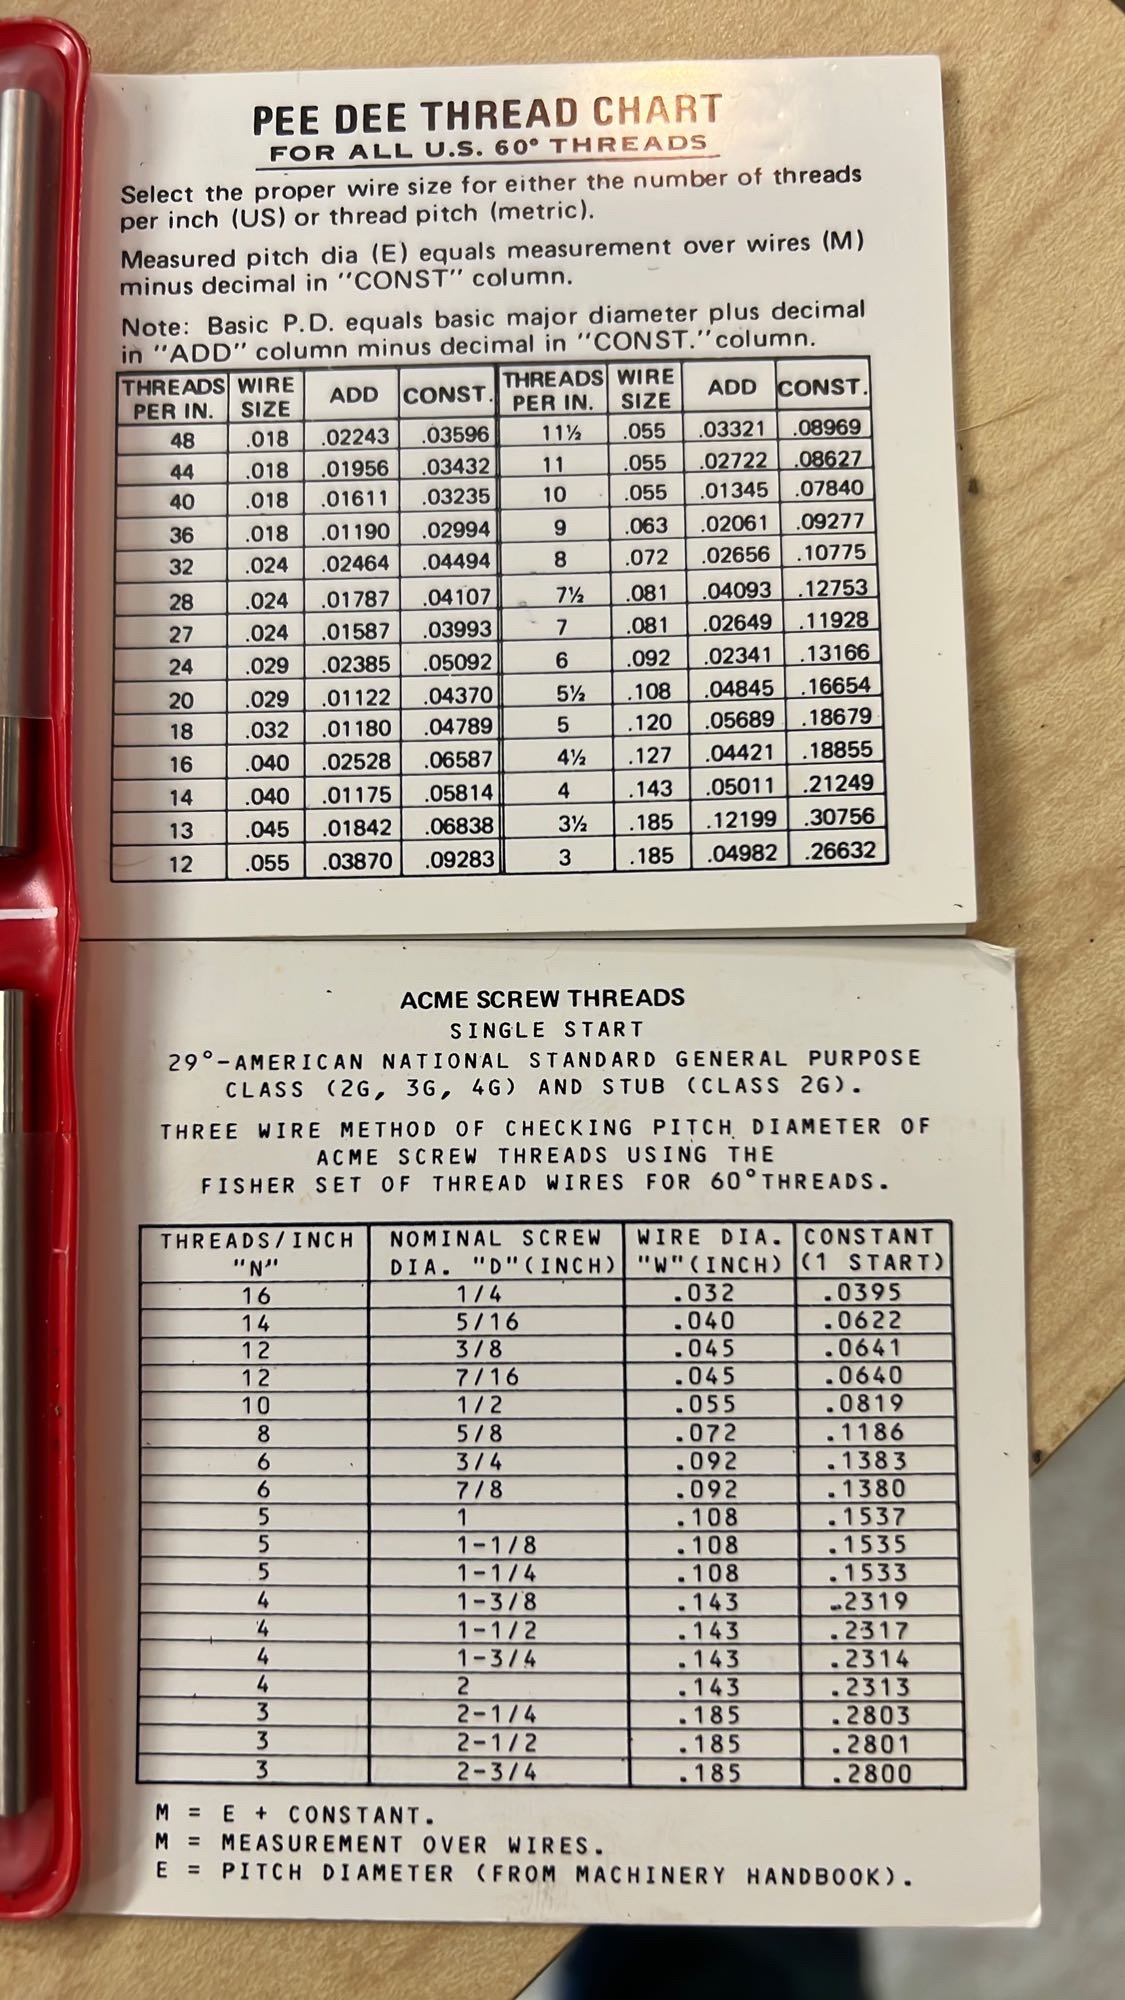 PEE DEE THREAD CHART
FOR ALL U.S. 60° THREADS
Select the proper wire size for either the number of threads
per inch (US) or thread pitch (metric).
Measured pitch dia (E) equals measurement over wires (M)
minus decimal in "CONST" column.
Note: Basic P.D. equals basic major diameter plus decimal
in "ADD" column minus decimal in "CONST." column.
THREADS PER IN. WIRE SIZE ADD CONST. THREADS PER IN. WIRE SIZE ADD CONST.
48 .018 .02243 .03596 11½ .055 .03321 .08969
44 .018 .01956 .03432 11 .055 .02722 .08627
40 .018 .01611 .03235 10 .055 .01345 .07840
36 .018 .01190 .02994 9 .063 .02061 .09277
32 .024 .02464 .04494 8 .072 .02656 .10775
28 .024 .01787 .04107 7½ .081 .04093 .12753
27 .024 .01587 .03993 7 .081 .02649 .11928
24 .029 .02385 .05092 6 .092 .02341 .13166
20 .029 .01122 .04370 5½ .108 .04845 .16654
18 .032 .01180 .04789 5 .120 .05689 .18679
16 .040 .02528 .06587 4½ .127 .04421 .18855
14 .040 .01175 .05814 4 .143 .05011 .21249
13 .045 .01842 .06838 3½ .185 .12199 .30756
12 .055 .03870 .09283 3 .185 .04982 .26632
ACME SCREW THREADS
SINGLE START
29°-AMERICAN NATIONAL STANDARD GENERAL PURPOSE
CLASS (2G, 3G, 4G) AND STUB (CLASS 2G).
THREE WIRE METHOD OF CHECKING PITCH DIAMETER OF
ACME SCREW THREADS USING THE
FISHER SET OF THREAD WIRES FOR 60° THREADS.
THREADS/INCH "N" NOMINAL SCREW DIA. "D"(INCH) WIRE DIA. "W"(INCH) CONSTANT (1 START)
16 1/4 .032 .0395
14 5/16 .040 .0622
12 3/8 .045 .0641
12 7/16 .045 .0640
10 1/2 .055 .0819
8 5/8 .072 .1186
6 3/4 .092 .1383
6 7/8 .092 .1380
5 1 .108 .1537
5 1-1/8 .108 .1535
5 1-1/4 .108 .1533
4 1-3/8 .143 .2319
4 1-1/2 .143 .2317
4 1-3/4 .143 .2314
4 2 .143 .2313
3 2-1/4 .185 .2803
3 2-1/2 .185 .2801
3 2-3/4 .185 .2800
M = E + CONSTANT.
M = MEASUREMENT OVER WIRES.
E = PITCH DIAMETER (FROM MACHINERY HANDBOOK).